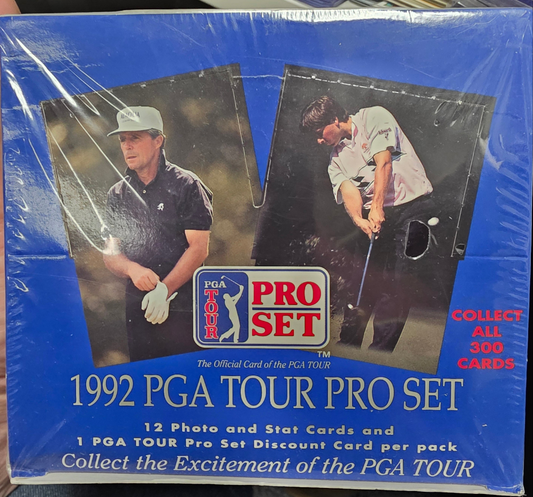 PGA
TOUR
PRO
SET
TM
The Official Card of the PGA TOUR
COLLECT
ALL
300
CARDS
1992 PGA TOUR PRO SET
12 Photo and Stat Cards and
1 PGA TOUR Pro Set Discount Card per pack
Collect the Excitement of the PGA TOUR